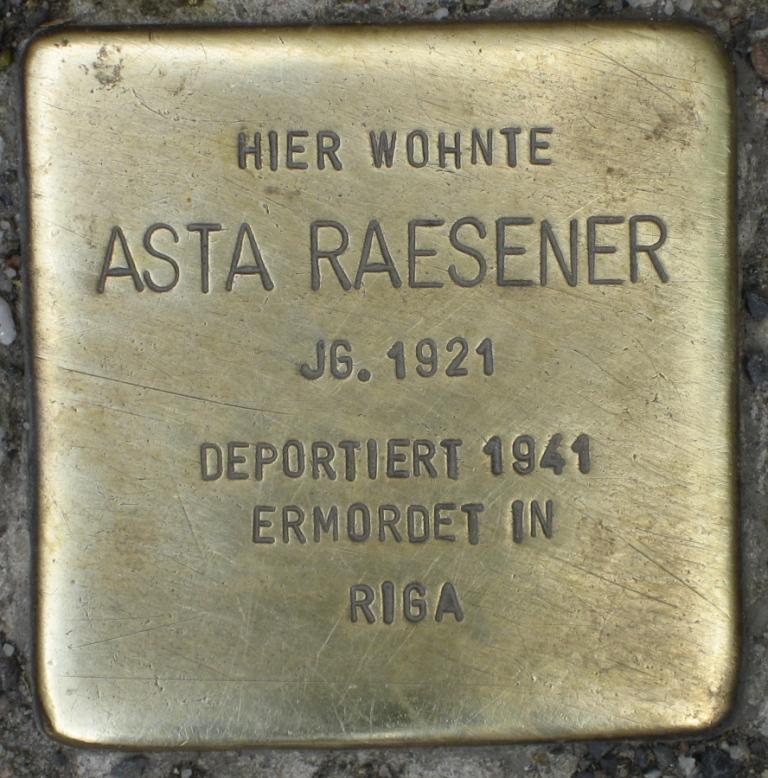 HIER WOHNTE
ASTA RAESENER
JG. 1921
DEPORTIERT 1941
ERMORDET IN
RIGA